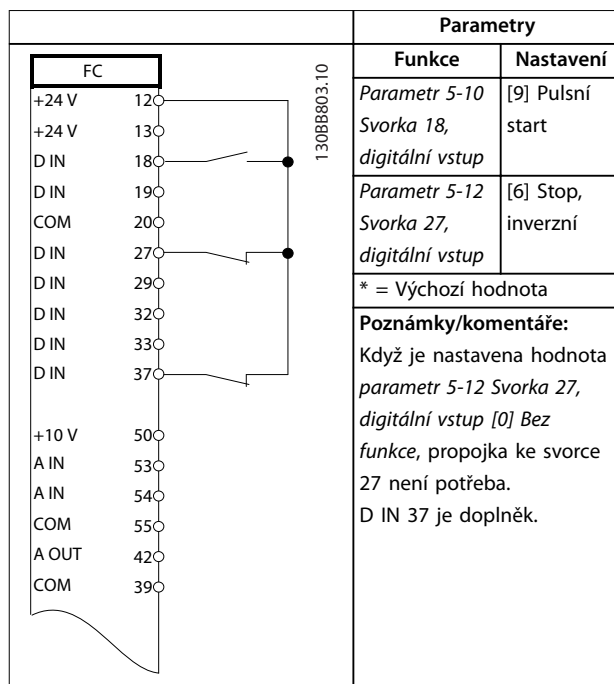 FC
+24 V 12
+24 V 13
D IN 18
D IN 19
COM 20
D IN 27
D IN 29
D IN 32
D IN 33
D IN 37
+10 V 50
A IN 53
A IN 54
COM 55
A OUT 42
COM 39
130BB803.10
Parametry
Funkce Nastavení
Parametr 5-10 [9] Pulsní
Svorka 18, start
digitální vstup
Parametr 5-12 [6] Stop,
Svorka 27, inverzní
digitální vstup
* = Výchozí hodnota
Poznámky/komentáře:
Když je nastavena hodnota
parametr 5-12 Svorka 27,
digitální vstup [0] Bez
funkce, propojka ke svorce
27 není potřeba.
D IN 37 je doplněk.